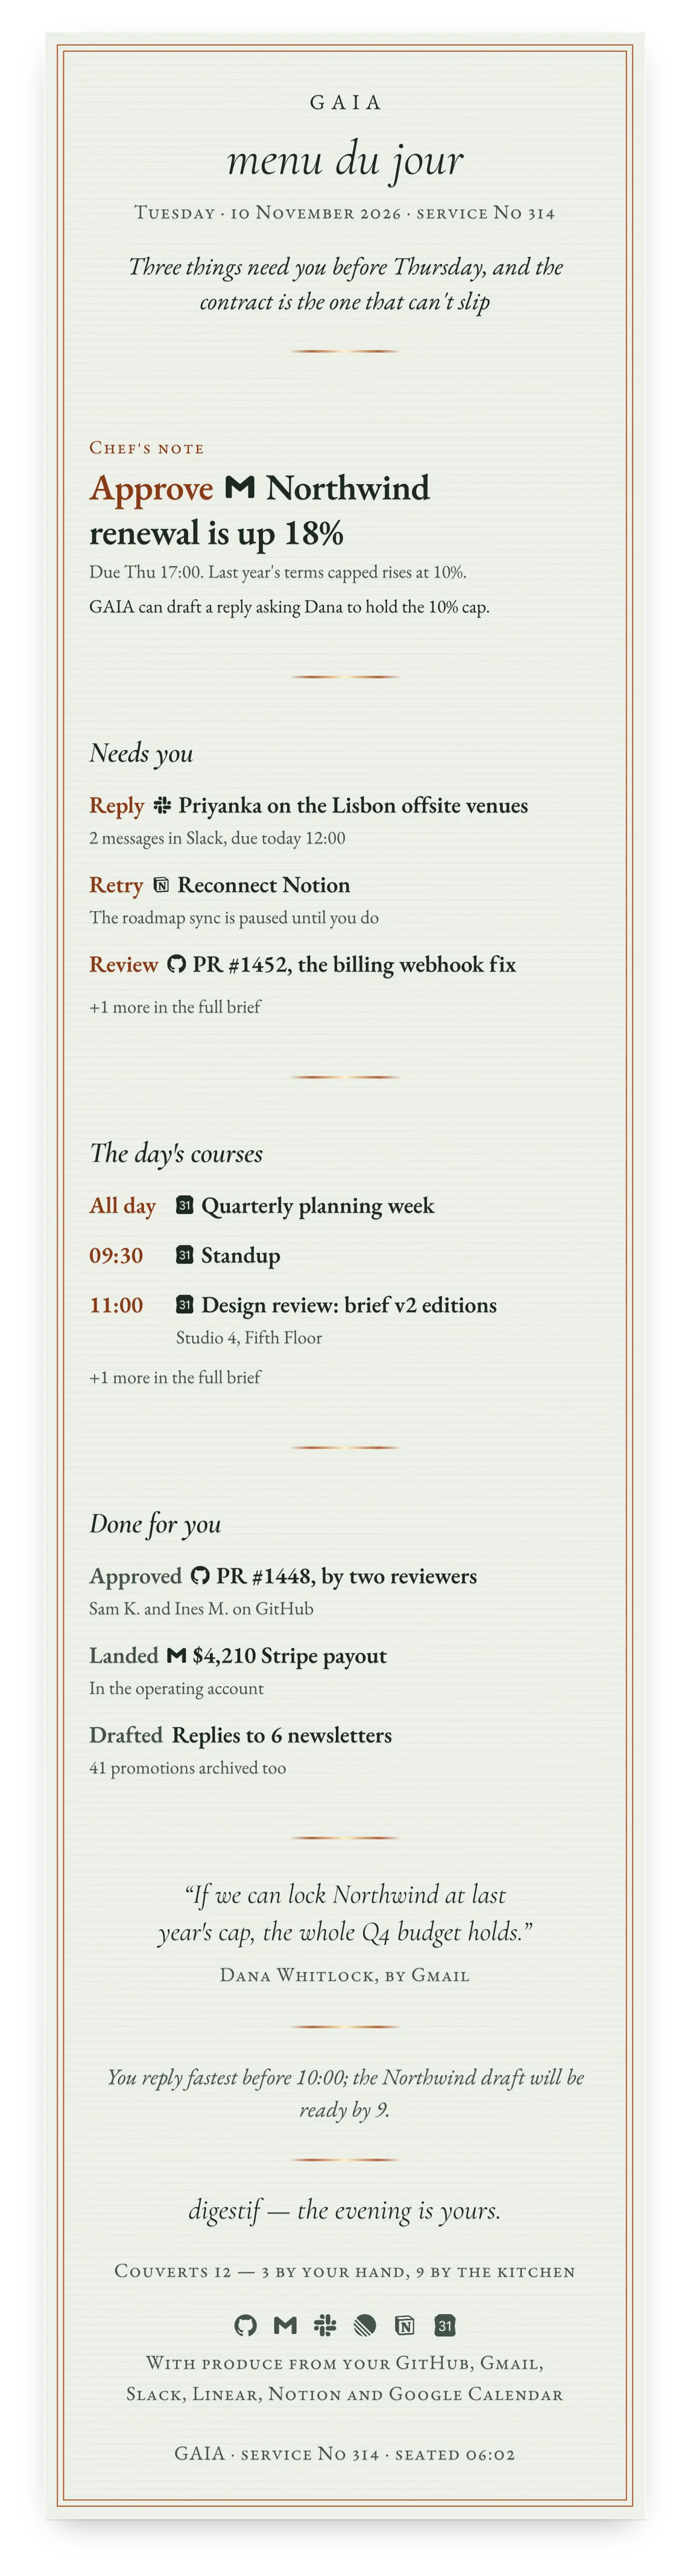 GAIA
menu du jour
Tuesday · 10 November 2026 · service No 314
Three things need you before Thursday, and the
contract is the one that can't slip
Chef's note
Approve Northwind
renewal is up 18%
Due Thu 17:00. Last year's terms capped rises at 10%.
GAIA can draft a reply asking Dana to hold the 10% cap.
Needs you
Reply Priyanka on the Lisbon offsite venues
2 messages in Slack, due today 12:00
Retry Reconnect Notion
The roadmap sync is paused until you do
Review PR #1452, the billing webhook fix
+1 more in the full brief
The day's courses
All day 31 Quarterly planning week
09:30 31 Standup
11:00 31 Design review: brief v2 editions
Studio 4, Fifth Floor
+1 more in the full brief
Done for you
Approved PR #1448, by two reviewers
Sam K. and Ines M. on GitHub
Landed $4,210 Stripe payout
In the operating account
Drafted Replies to 6 newsletters
41 promotions archived too
“If we can lock Northwind at last
year's cap, the whole Q4 budget holds.”
Dana Whitlock, by Gmail
You reply fastest before 10:00; the Northwind draft will be
ready by 9.
digestif — the evening is yours.
Couverts 12 — 3 by your hand, 9 by the kitchen
31
With produce from your GitHub, Gmail,
Slack, Linear, Notion and Google Calendar
GAIA · service No 314 · seated 06:02